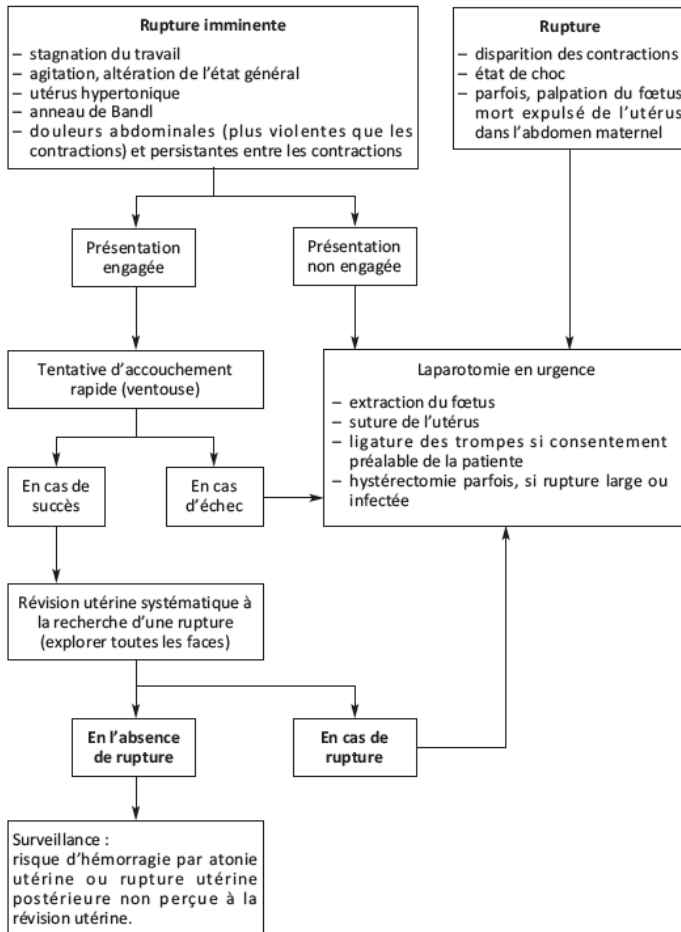 Rupture imminente
– stagnation du travail
– agitation, altération de l'état général
– utérus hypertonique
– anneau de Bandl
– douleurs abdominales (plus violentes que les
contractions) et persistantes entre les contractions
Rupture
– disparition des contractions
– état de choc
– parfois, palpation du fœtus
mort expulsé de l'utérus
dans l'abdomen maternel
Présentation
engagée
Présentation
non engagée
Tentative d'accouchement
rapide (ventouse)
Laparotomie en urgence
– extraction du fœtus
– suture de l'utérus
– ligature des trompes si consentement
préalable de la patiente
– hystérectomie parfois, si rupture large ou
infectée
En cas de
succès
En cas
d'échec
Révision utérine systématique à
la recherche d'une rupture
(explorer toutes les faces)
En l'absence
de rupture
En cas de
rupture
Surveillance :
risque d'hémorragie par atonie
utérine ou rupture utérine
postérieure non perçue à la
révision utérine.